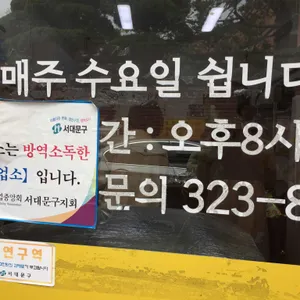 매주 수요일 쉽니다
서대문구
소는 방역소독한
업소】 입니다.
서대문구지회
간 : 오후8시
문의 323-8
연구역
서대문구